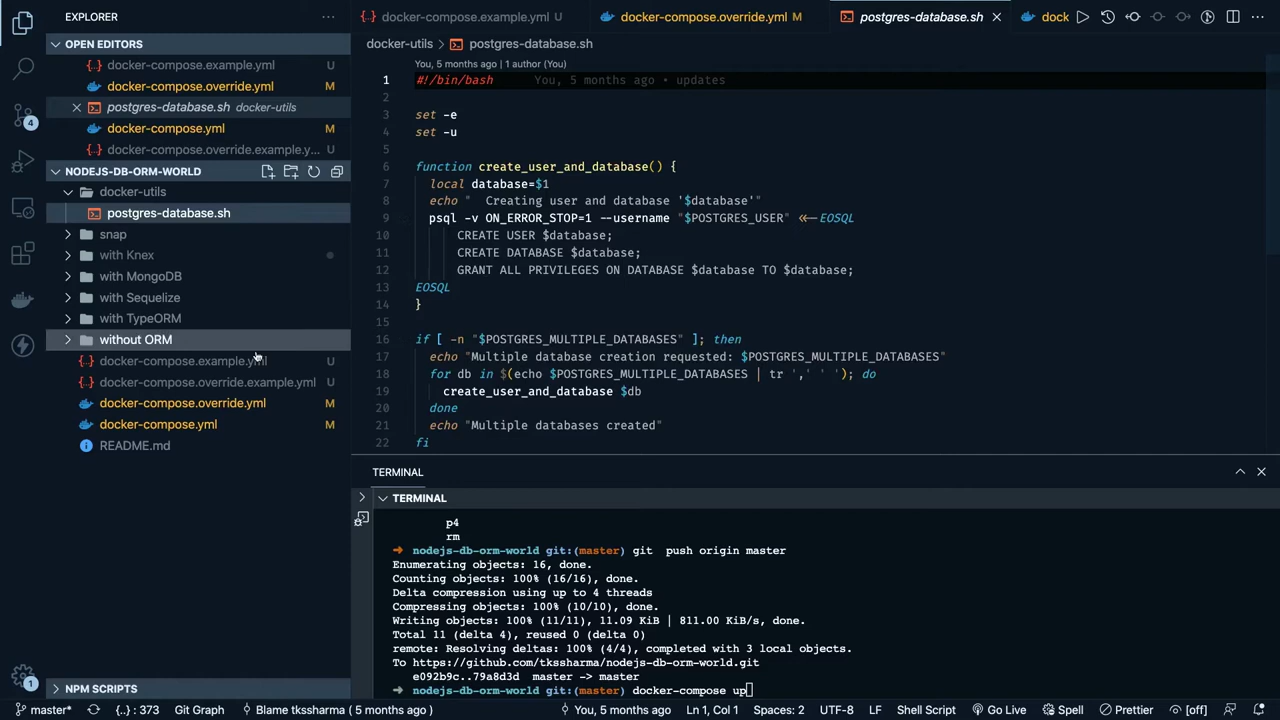 EXPLORER
OPEN EDITORS
docker-compose.example.yml U
docker-compose.override.yml M
postgres-database.sh docker-utils
docker-compose.yml M
docker-compose.override.example.y... U
NODEJS-DB-ORM-WORLD
docker-utils
postgres-database.sh
snap
with Knex
with MongoDB
with Sequelize
with TypeORM
without ORM
docker-compose.example.yml U
docker-compose.override.example.yml U
docker-compose.override.yml M
docker-compose.yml M
README.md
NPM SCRIPTS
4
1
docker-compose.example.yml U
docker-compose.override.yml M
postgres-database.sh
dock
docker-utils > postgres-database.sh
You, 5 months ago | 1 author (You)
1 #!/bin/bash You, 5 months ago • updates
2
3 set -e
4 set -u
5
6 function create_user_and_database() {
7 local database=$1
8 echo "  Creating user and database '$database'"
9 psql -v ON_ERROR_STOP=1 --username "$POSTGRES_USER" <<-EOSQL
10 CREATE USER $database;
11 CREATE DATABASE $database;
12 GRANT ALL PRIVILEGES ON DATABASE $database TO $database;
13 EOSQL
14 }
15
16 if [ -n "$POSTGRES_MULTIPLE_DATABASES" ]; then
17 echo "Multiple database creation requested: $POSTGRES_MULTIPLE_DATABASES"
18 for db in $(echo $POSTGRES_MULTIPLE_DATABASES | tr ',' ' '); do
19 create_user_and_database $db
20 done
21 echo "Multiple databases created"
22 fi
TERMINAL
TERMINAL
p4
rm
➜ nodejs-db-orm-world git:(master) git  push origin master
Enumerating objects: 16, done.
Counting objects: 100% (16/16), done.
Delta compression using up to 4 threads
Compressing objects: 100% (10/10), done.
Writing objects: 100% (11/11), 11.09 KiB | 811.00 KiB/s, done.
Total 11 (delta 4), reused 0 (delta 0)
remote: Resolving deltas: 100% (4/4), completed with 3 local objects.
To https://github.com/tkssharma/nodejs-db-orm-world.git
e092b9c..79a8d3d  master -> master
➜ nodejs-db-orm-world git:(master) docker-compose up
master* {..} : 373 Git Graph Blame tkssharma ( 5 months ago ) You, 5 months ago Ln 1, Col 1 Spaces: 2 UTF-8 LF Shell Script Go Live Spell Prettier [off]